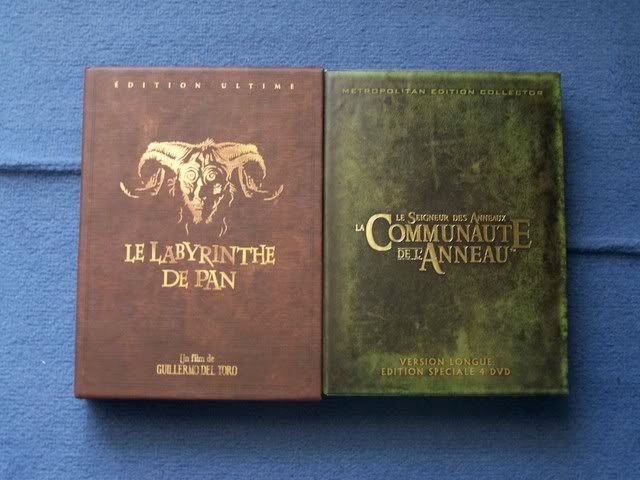 ÉDITION ULTIME
LE LABYRINTHE
DE PAN
Un film de
GUILLERMO DEL TORO
METROPOLITAN EDITION COLLECTOR
LE SEIGNEUR DES ANNEAUX
LA COMMUNAUTÉ
DE L'ANNEAU
VERSION LONGUE
EDITION SPECIALE 4 DVD